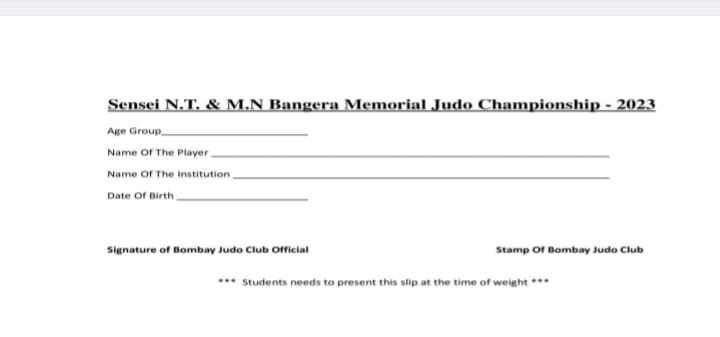 Sensei N.T. & M.N Bangera Memorial Judo Championship - 2023
Age Group
Name Of The Player
Name Of The Institution
Date Of Birth
Signature of Bombay Judo Club Official Stamp Of Bombay Judo Club
*** Students needs to present this slip at the time of weight ***